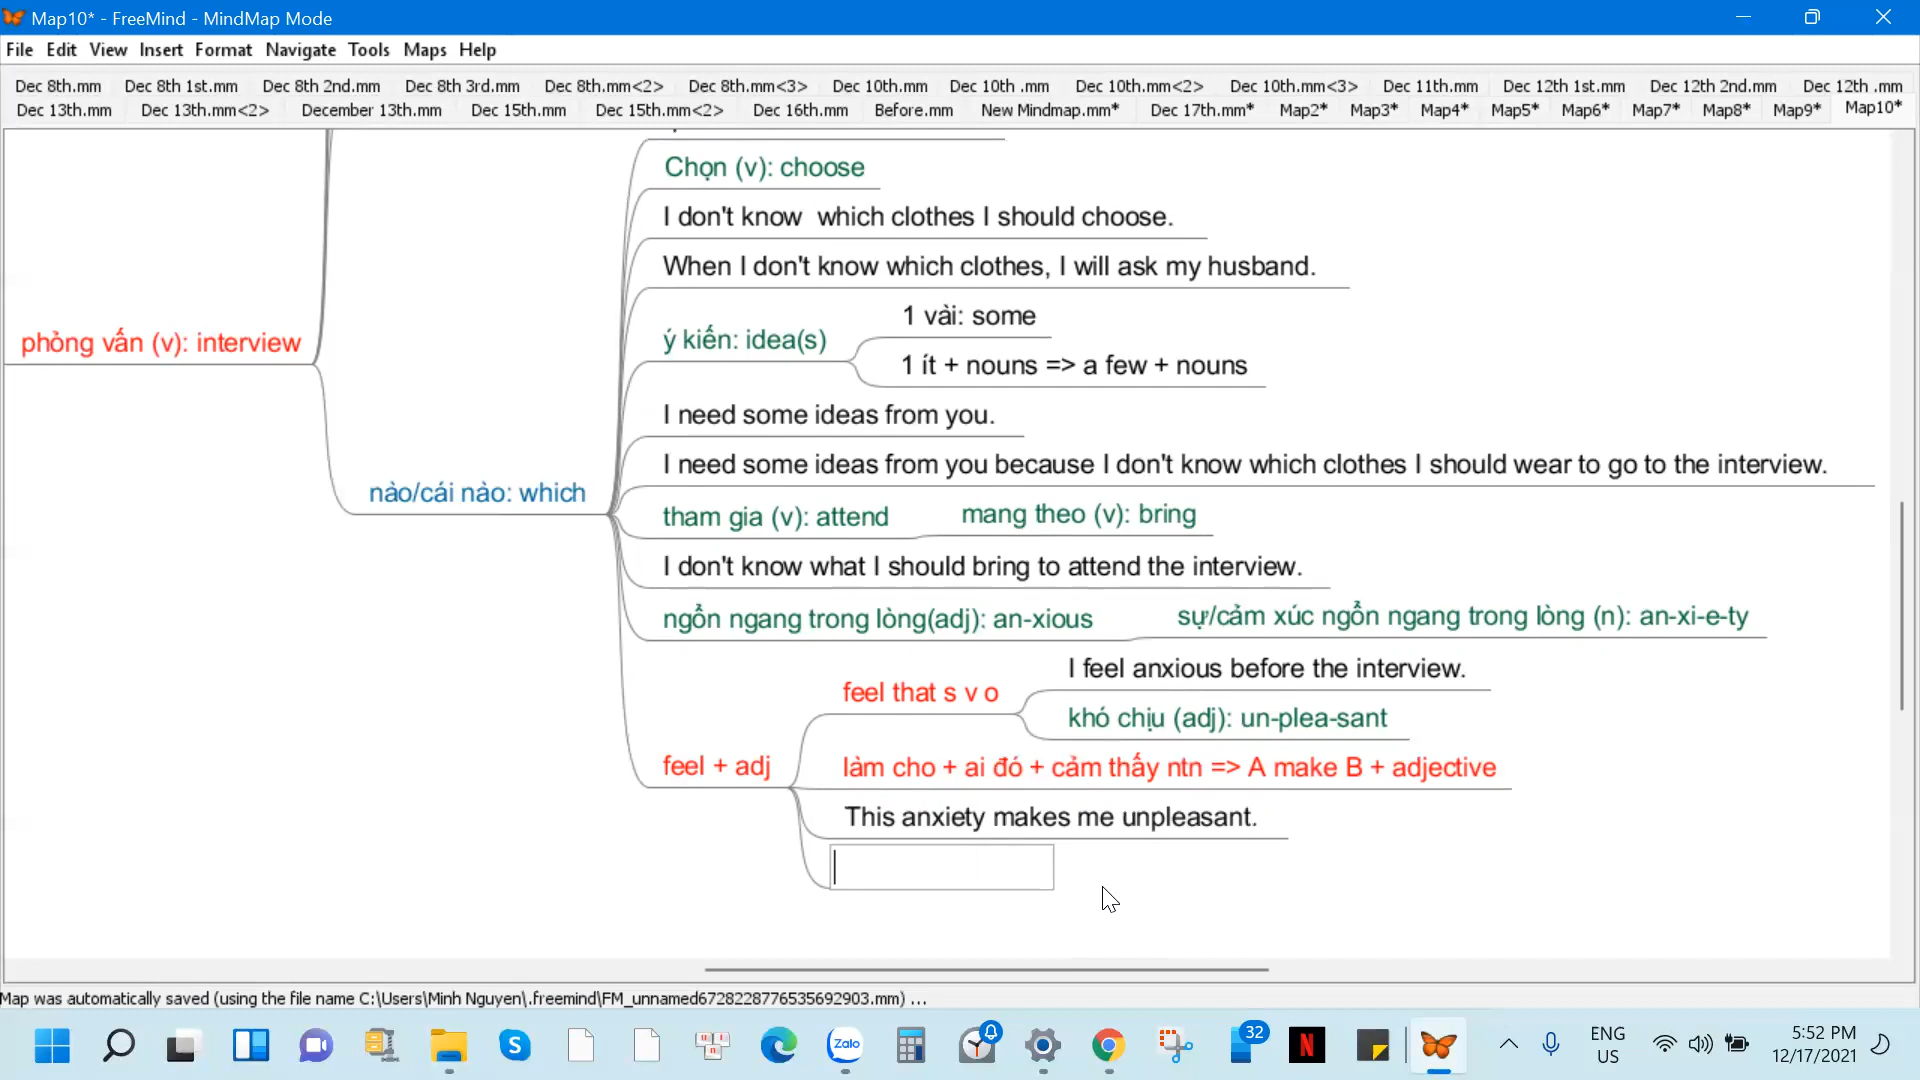 Map10* - FreeMind - MindMap Mode
File Edit View Insert Format Navigate Tools Maps Help
Dec 8th.mm Dec 8th 1st.mm Dec 8th 2nd.mm Dec 8th 3rd.mm Dec 8th.mm<2> Dec 8th.mm<3> Dec 10th.mm Dec 10th .mm Dec 10th.mm<2> Dec 10th.mm<3> Dec 11th.mm Dec 12th 1st.mm Dec 12th 2nd.mm Dec 12th .mm
Dec 13th.mm Dec 13th.mm<2> December 13th.mm Dec 15th.mm Dec 15th.mm<2> Dec 16th.mm Before.mm New Mindmap.mm* Dec 17th.mm* Map2* Map3* Map4* Map5* Map6* Map7* Map8* Map9* Map10*
phỏng vấn (v): interview
nào/cái nào: which
Chọn (v): choose
I don't know  which clothes I should choose.
When I don't know which clothes, I will ask my husband.
ý kiến: idea(s)
1 vài: some
1 ít + nouns => a few + nouns
I need some ideas from you.
I need some ideas from you because I don't know which clothes I should wear to go to the interview.
tham gia (v): attend
mang theo (v): bring
I don't know what I should bring to attend the interview.
ngổn ngang trong lòng(adj): an-xious
sự/cảm xúc ngổn ngang trong lòng (n): an-xi-e-ty
feel + adj
feel that s v o
I feel anxious before the interview.
khó chịu (adj): un-plea-sant
làm cho + ai đó + cảm thấy ntn => A make B + adjective
This anxiety makes me unpleasant.
Map was automatically saved (using the file name C:\Users\Minh Nguyen\.freemind\FM_unnamed6728228776535692903.mm) ...
Zalo
32
N
ENG
US
5:52 PM
12/17/2021